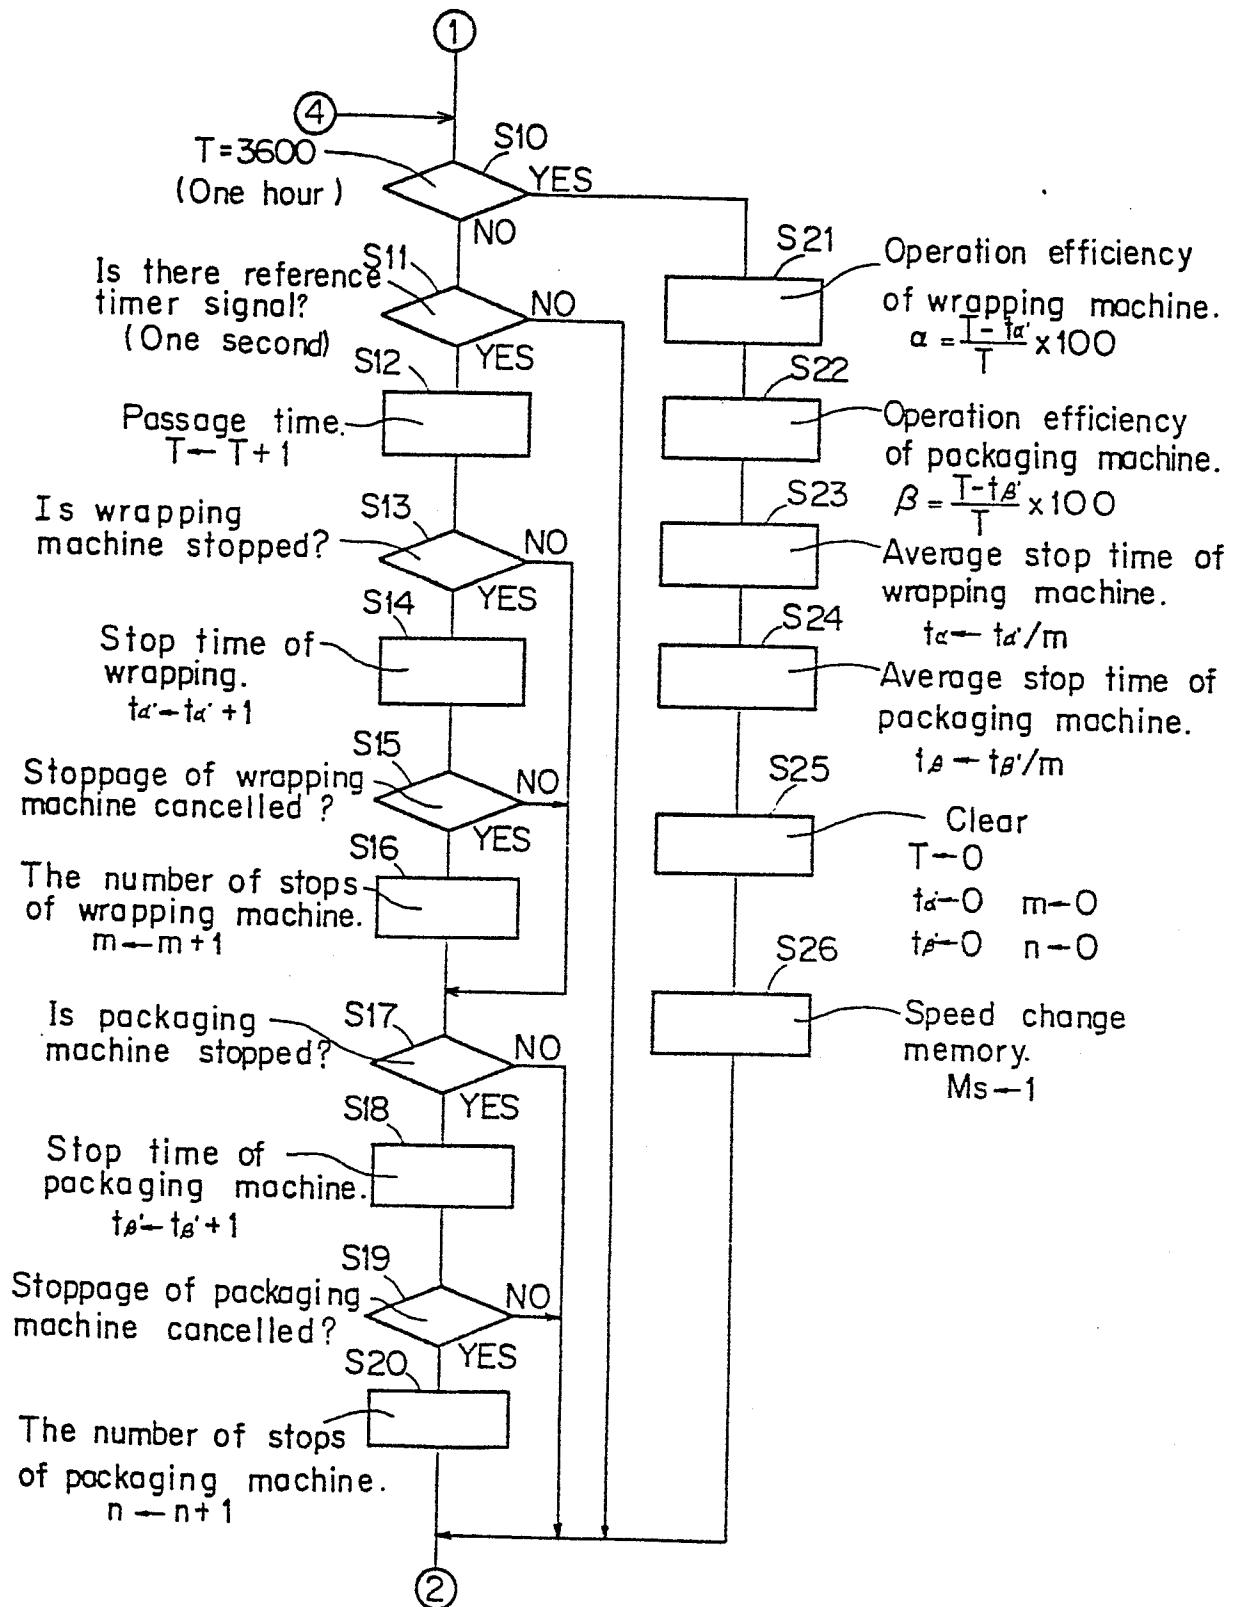 1
4
S10
T=3600
(One hour)
YES
NO
S11
Is there reference
timer signal?
(One second)
NO
YES
S12
Passage time.
T←T+1
S13
Is wrapping
machine stopped?
NO
YES
S14
Stop time of
wrapping.
tα'←tα'+1
S15
Stoppage of wrapping
machine cancelled ?
NO
YES
S16
The number of stops
of wrapping machine.
m←m+1
S17
Is packaging
machine stopped?
NO
YES
S18
Stop time of
packaging machine.
tβ'←tβ'+1
S19
Stoppage of packaging
machine cancelled?
NO
YES
S20
The number of stops
of packaging machine.
n←n+1
2
S21
Operation efficiency
of wrapping machine.
α = (T-tα')/T ×100
S22
Operation efficiency
of packaging machine.
β = (T-tβ')/T ×100
S23
Average stop time of
wrapping machine.
tα←tα'/m
S24
Average stop time of
packaging machine.
tβ←tβ'/m
S25
Clear
T←0
tα'←0 m←0
tβ'←0 n←0
S26
Speed change
memory.
Ms←1